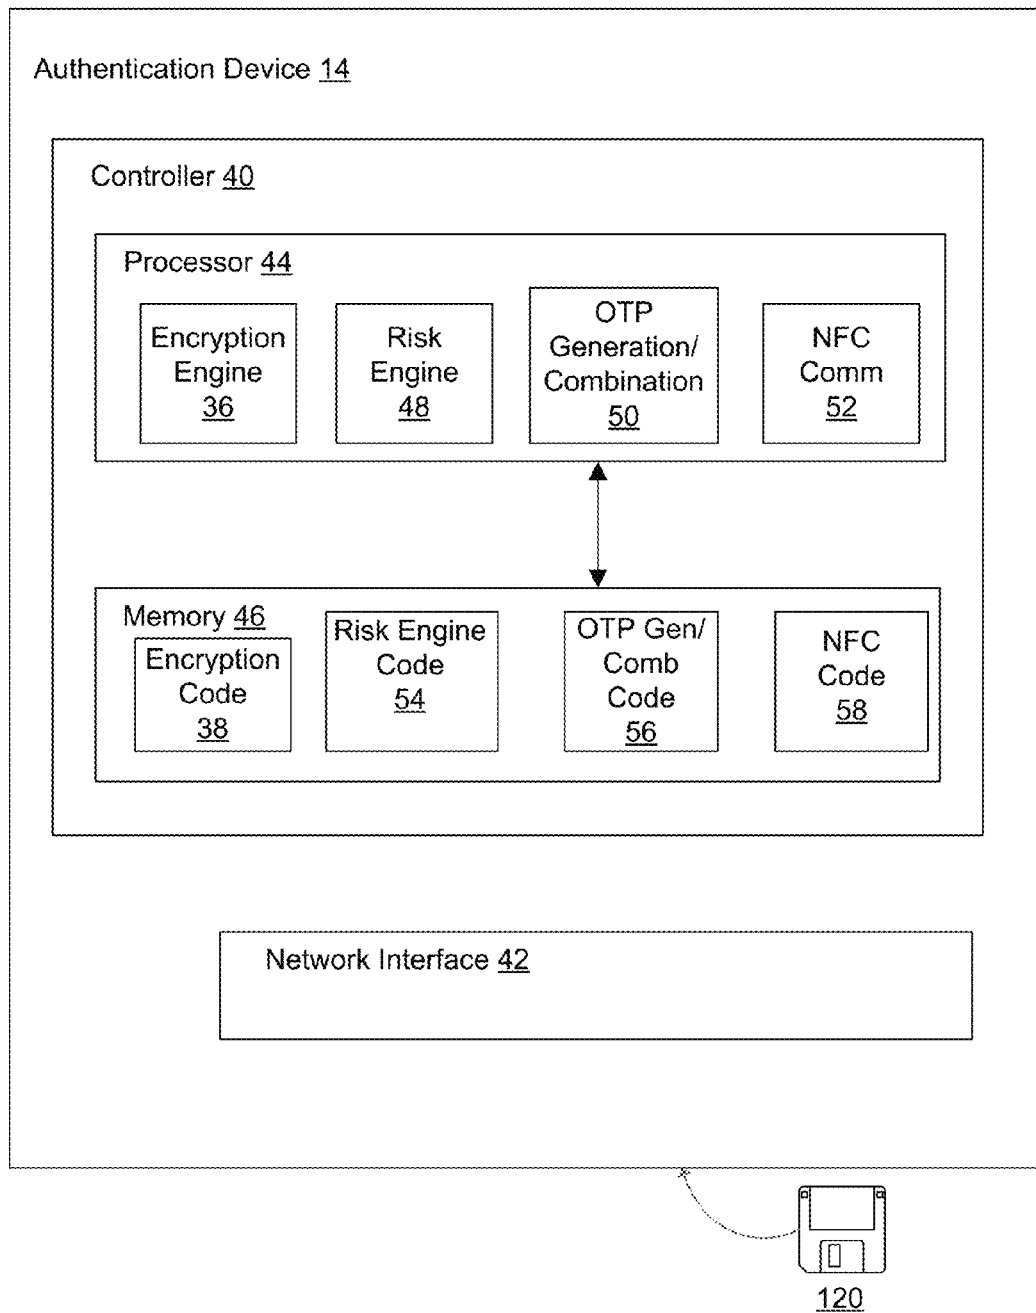 Authentication Device 14
Controller 40
Processor 44
Encryption
Engine
36
Risk
Engine
48
OTP
Generation/
Combination
50
NFC
Comm
52
Memory 46
Encryption
Code
38
Risk Engine
Code
54
OTP Gen/
Comb
Code
56
NFC
Code
58
Network Interface 42
120